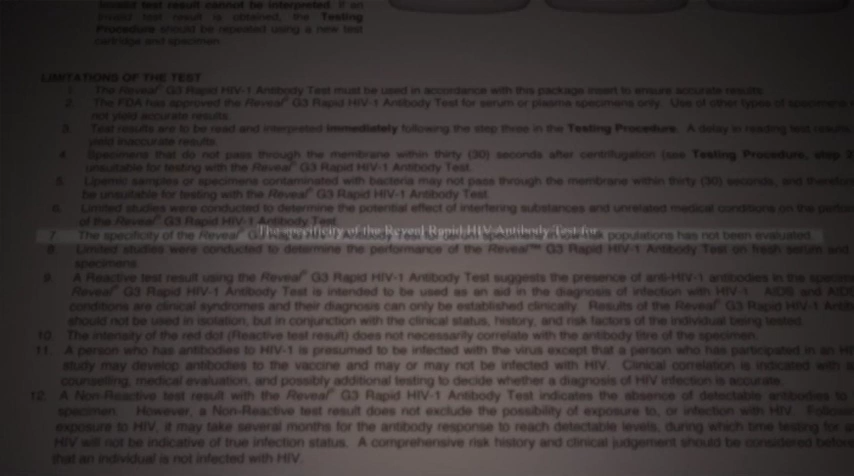 invalid test result cannot be interpreted. If an
invalid test result is obtained, the Testing
Procedure should be repeated using a new test
cartridge and specimen.
LIMITATIONS OF THE TEST
1. The Reveal® G3 Rapid HIV-1 Antibody Test must be used in accordance with this package insert to ensure accurate results.
2. The FDA has approved the Reveal® G3 Rapid HIV-1 Antibody Test for serum or plasma specimens only. Use of other types of specimens
not yield accurate results.
3. Test results are to be read and interpreted immediately following the step three in the Testing Procedure. A delay in reading test results
yield inaccurate results.
4. Specimens that do not pass through the membrane within thirty (30) seconds after centrifugation (see Testing Procedure, step
unsuitable for testing with the Reveal® G3 Rapid HIV-1 Antibody Test.
5. Lipemic samples or specimens contaminated with bacteria may not pass through the membrane within thirty (30) seconds, and therefore
be unsuitable for testing with the Reveal® G3 Rapid HIV-1 Antibody Test.
6. Limited studies were conducted to determine the potential effect of interfering substances and unrelated medical conditions on the
of the Reveal® G3 Rapid HIV-1 Antibody Test.
7. The specificity of the Reveal® populations has not been evaluated.
The specificity of the Reveal Rapid HIV Antibody Test for
8. Limited studies were conducted to determine the performance of the Reveal™ G3 Rapid HIV-1 Antibody Test on fresh serum and
specimens.
9. A Reactive test result using the Reveal® G3 Rapid HIV-1 Antibody Test suggests the presence of anti-HIV-1 antibodies in the
Reveal® G3 Rapid HIV-1 Antibody Test is intended to be used as an aid in the diagnosis of infection with HIV-1. AIDS and
conditions are clinical syndromes and their diagnosis can only be established clinically. Results of the Reveal® G3 Rapid HIV-1
should not be used in isolation, but in conjunction with the clinical status, history, and risk factors of the individual being tested.
10. The intensity of the red dot (Reactive test result) does not necessarily correlate with the antibody titre of the specimen.
11. A person who has antibodies to HIV-1 is presumed to be infected with the virus except that a person who has participated in an
study may develop antibodies to the vaccine and may or may not be infected with HIV. Clinical correlation is indicated with
counselling, medical evaluation, and possibly additional testing to decide whether a diagnosis of HIV infection is accurate.
12. A Non-Reactive test result with the Reveal® G3 Rapid HIV-1 Antibody Test indicates the absence of detectable antibodies to
specimen. However, a Non-Reactive test result does not exclude the possibility of exposure to, or infection with HIV.
exposure to HIV, it may take several months for the antibody response to reach detectable levels, during which time testing for
HIV will not be indicative of true infection status. A comprehensive risk history and clinical judgement should be considered before
that an individual is not infected with HIV.